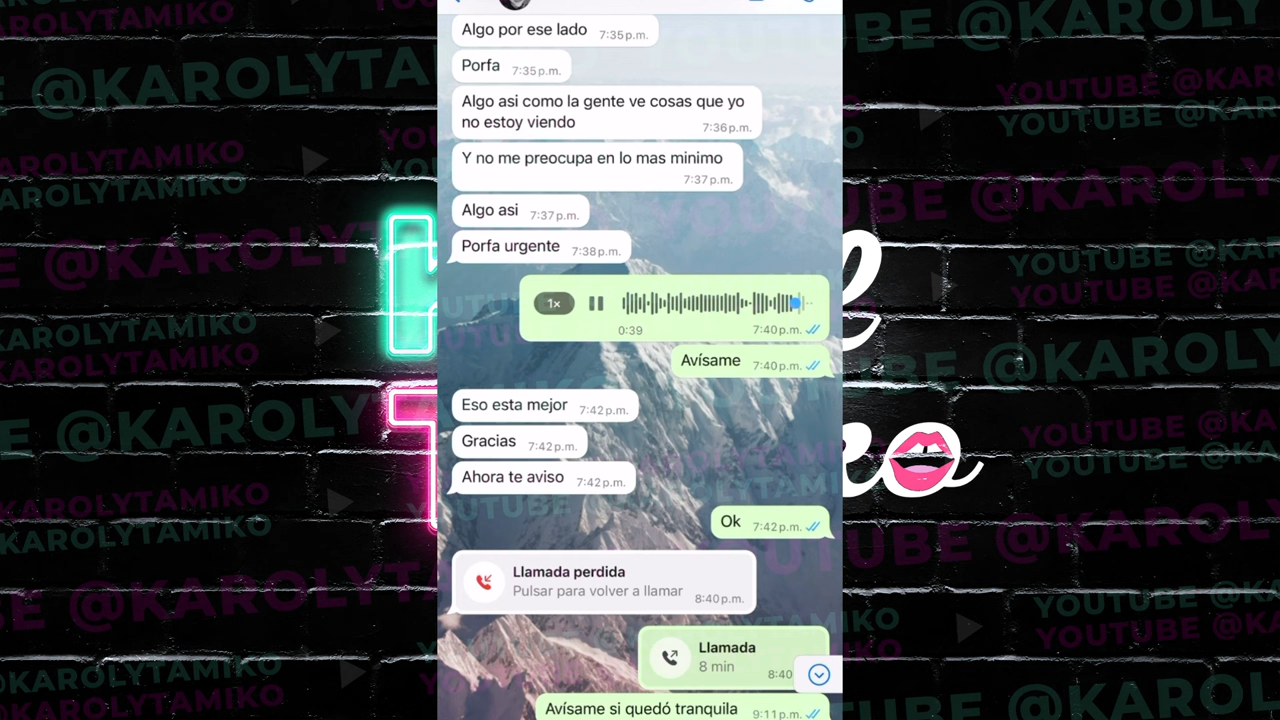 Algo por ese lado 7:35 p.m.
Porfa 7:35 p.m.
Algo asi como la gente ve cosas que yo
no estoy viendo 7:36 p.m.
Y no me preocupa en lo mas minimo
7:37 p.m.
Algo asi 7:37 p.m.
Porfa urgente 7:38 p.m.
1x
0:39 7:40 p.m.
Avísame 7:40 p.m.
Eso esta mejor 7:42 p.m.
Gracias 7:42 p.m.
Ahora te aviso 7:42 p.m.
Ok 7:42 p.m.
Llamada perdida
Pulsar para volver a llamar 8:40 p.m.
Llamada
8 min 8:40
Avísame si quedó tranquila 9:11 p.m.
YOUTUBE @KAROLYTAMIKO